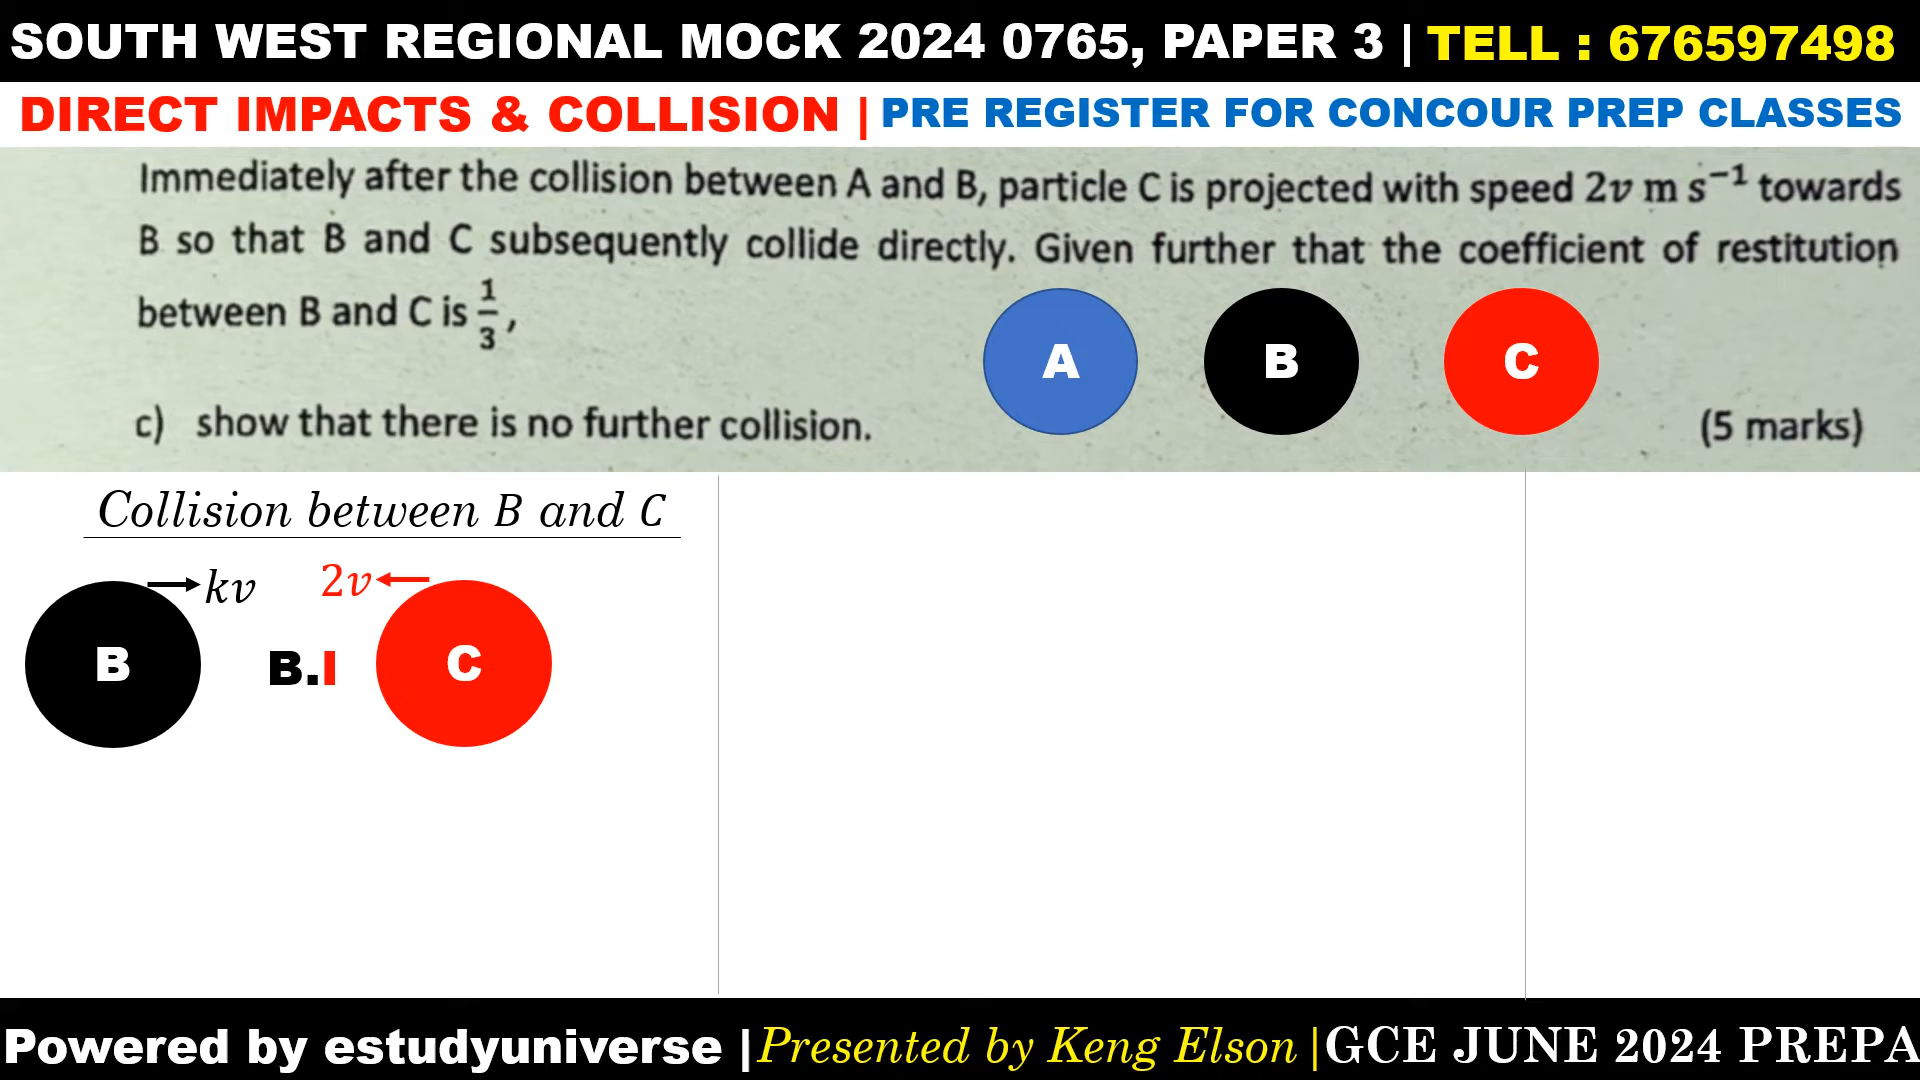 SOUTH WEST REGIONAL MOCK 2024 0765, PAPER 3 | TELL : 676597498
DIRECT IMPACTS & COLLISION | PRE REGISTER FOR CONCOUR PREP CLASSES
Immediately after the collision between A and B, particle C is projected with speed 2v m s⁻¹ towards
B so that B and C subsequently collide directly. Given further that the coefficient of restitution
between B and C is 1/3,
A B C
c) show that there is no further collision. (5 marks)
Collision between B and C
kv 2v
B B.I C
Powered by estudyuniverse | Presented by Keng Elson | GCE JUNE 2024 PREPA